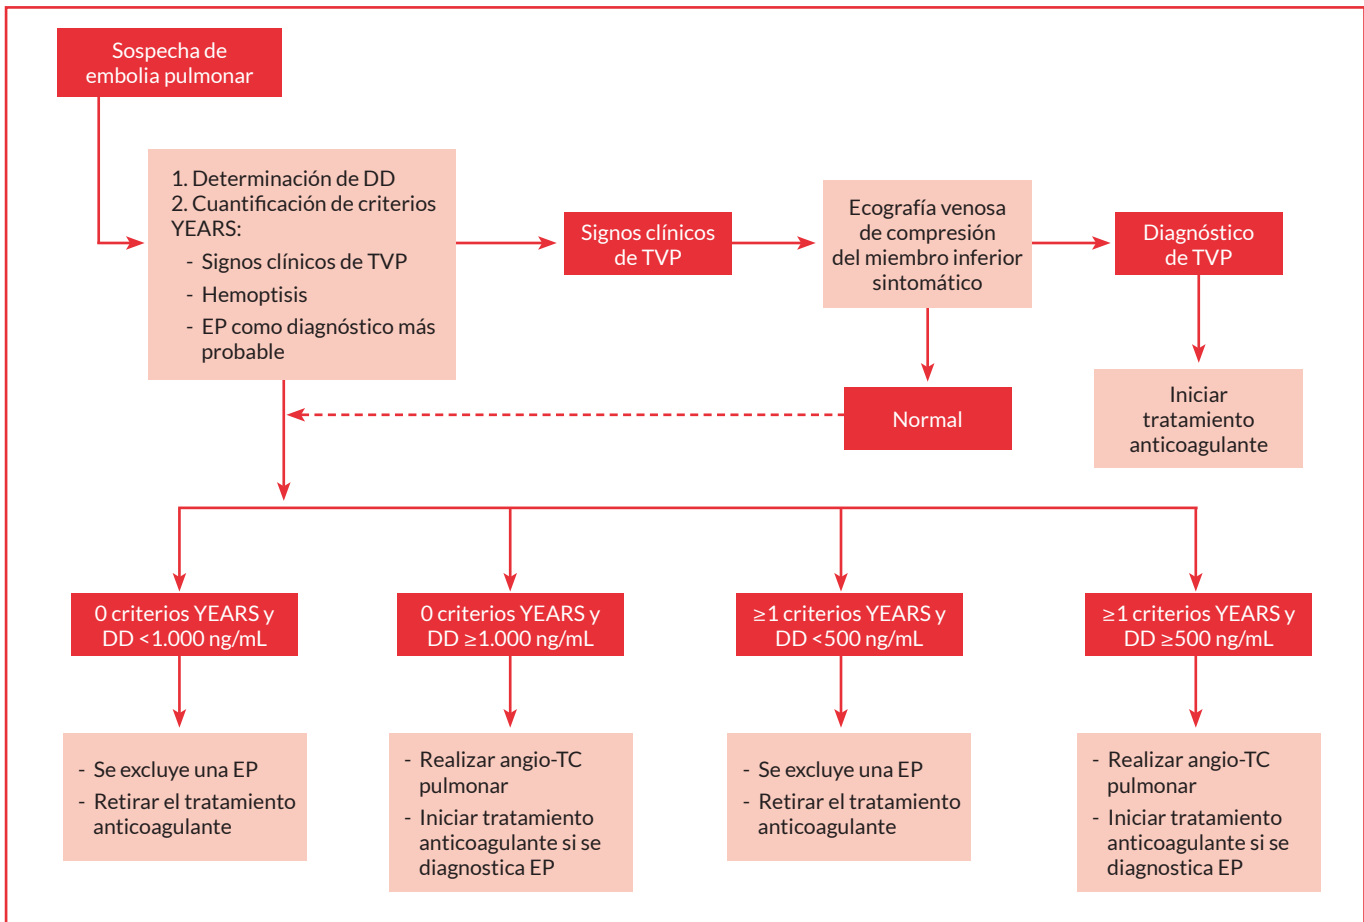 Sospecha de
embolia pulmonar
1. Determinación de DD
2. Cuantificación de criterios
YEARS:
- Signos clínicos de TVP
- Hemoptisis
- EP como diagnóstico más
probable
Signos clínicos
de TVP
Ecografía venosa
de compresión
del miembro inferior
sintomático
Diagnóstico
de TVP
Normal
Iniciar
tratamiento
anticoagulante
0 criterios YEARS y
DD <1.000 ng/mL
0 criterios YEARS y
DD ≥1.000 ng/mL
≥1 criterios YEARS y
DD <500 ng/mL
≥1 criterios YEARS y
DD ≥500 ng/mL
- Se excluye una EP
- Retirar el tratamiento
anticoagulante
- Realizar angio-TC
pulmonar
- Iniciar tratamiento
anticoagulante si se
diagnostica EP
- Se excluye una EP
- Retirar el tratamiento
anticoagulante
- Realizar angio-TC
pulmonar
- Iniciar tratamiento
anticoagulante si se
diagnostica EP